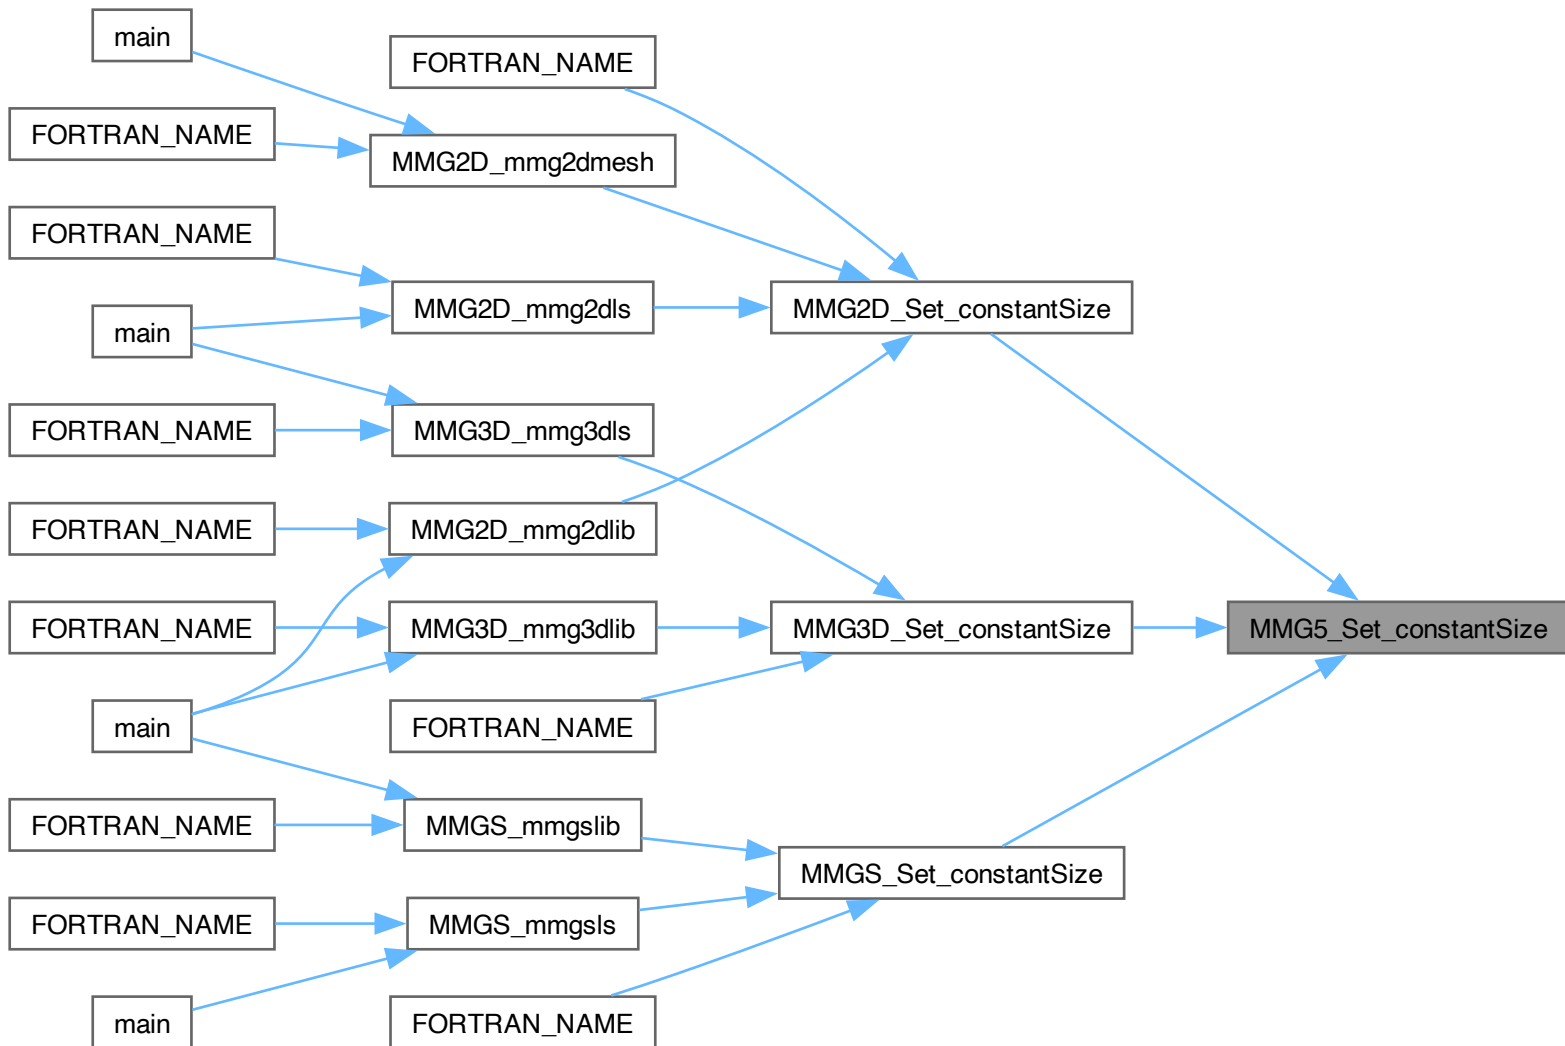 main
FORTRAN_NAME
FORTRAN_NAME
MMG2D_mmg2dmesh
FORTRAN_NAME
MMG2D_mmg2dls
MMG2D_Set_constantSize
main
FORTRAN_NAME
MMG3D_mmg3dls
FORTRAN_NAME
MMG2D_mmg2dlib
FORTRAN_NAME
MMG3D_mmg3dlib
MMG3D_Set_constantSize
MMG5_Set_constantSize
main
FORTRAN_NAME
FORTRAN_NAME
MMGS_mmgslib
MMGS_Set_constantSize
FORTRAN_NAME
MMGS_mmgsls
main
FORTRAN_NAME